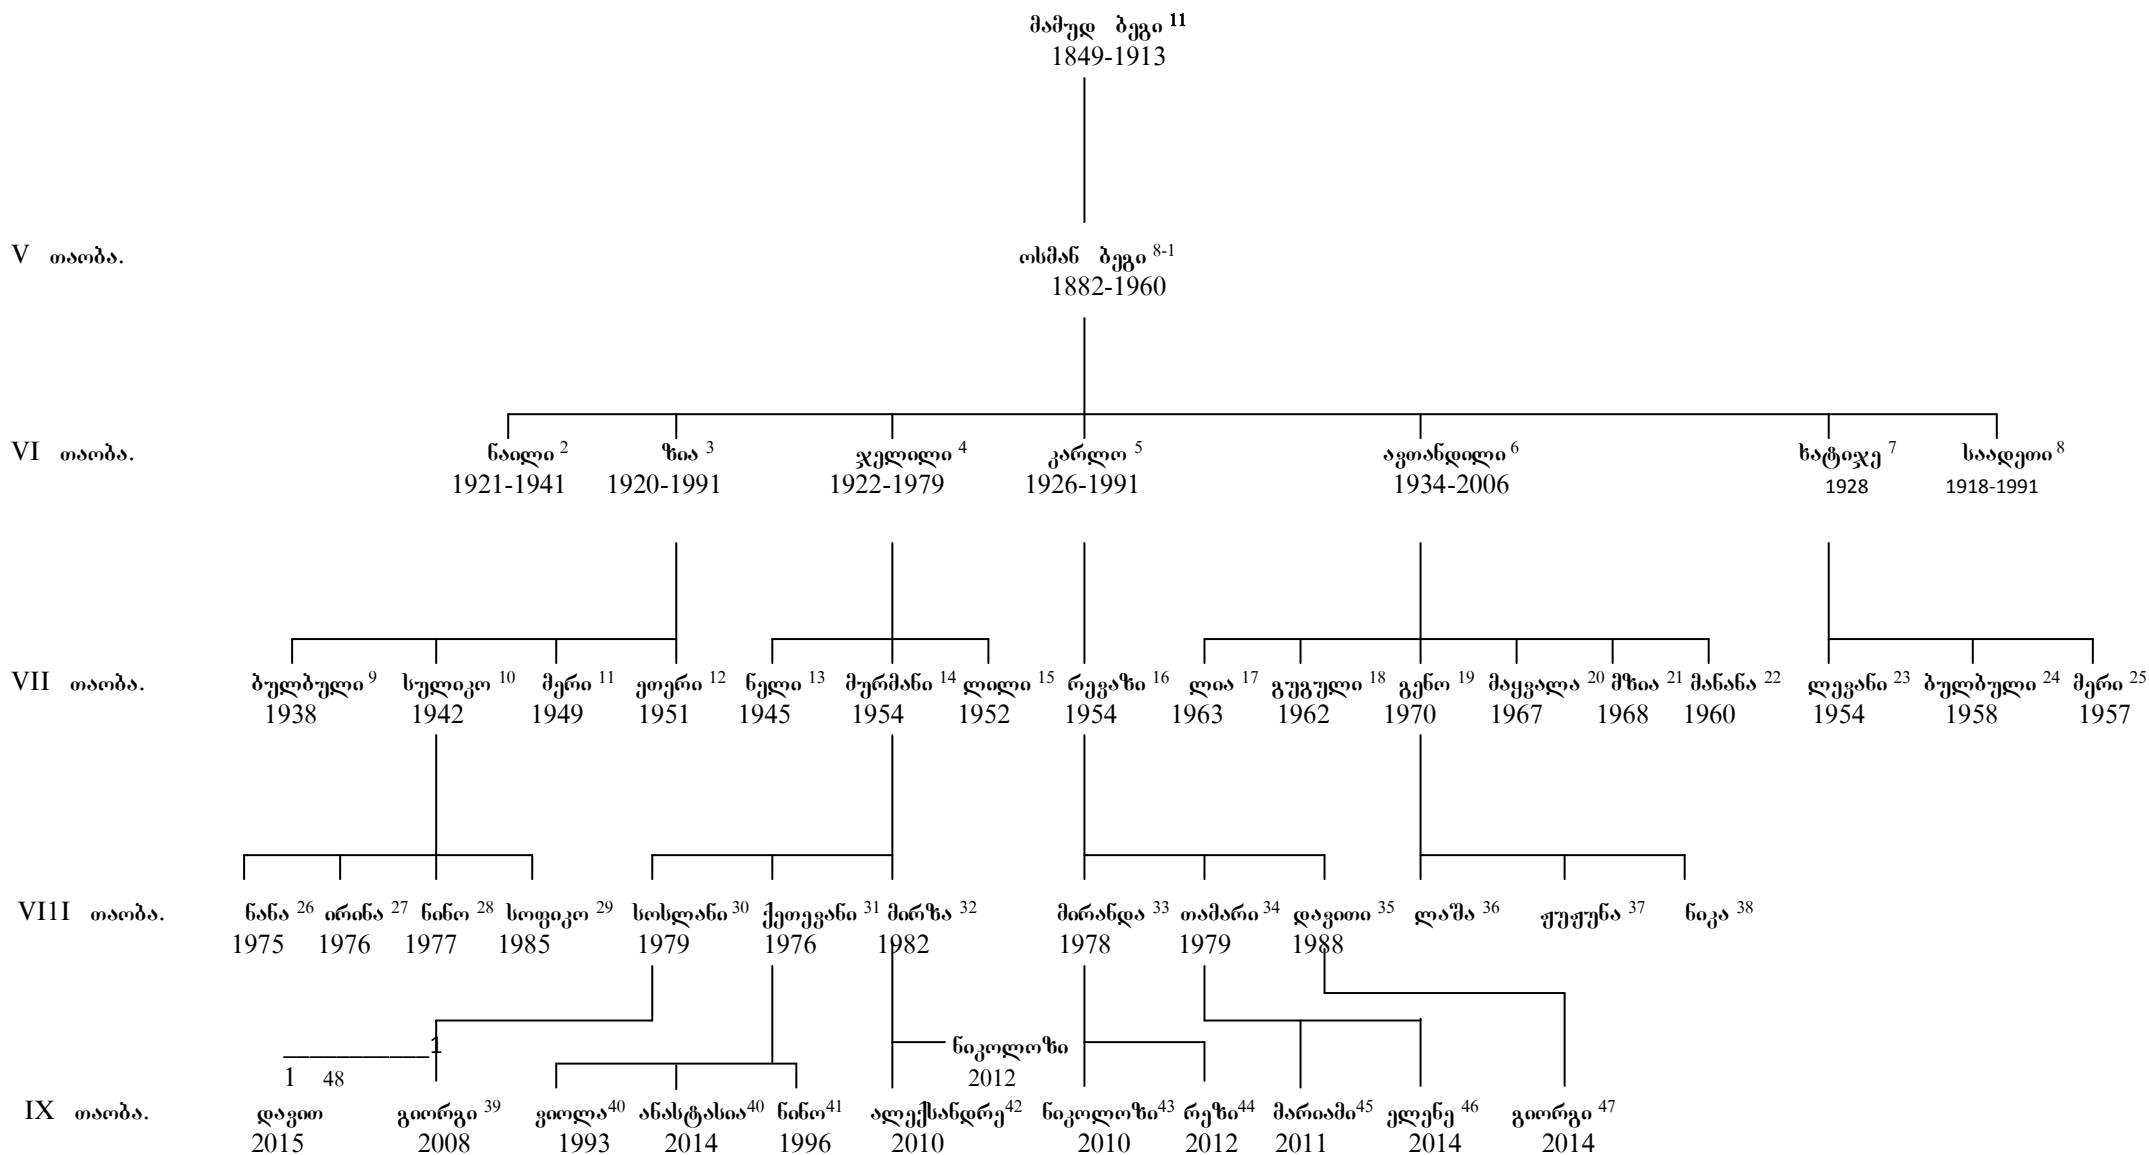 მამუდ ბეგი 11
1849-1913
V თაობა. ოსმან ბეგი 8-1
1882-1960
VI თაობა. ნაილი 2 ზია 3 ჯელილი 4 კარლო 5 ავთანდილი 6 ხატიჯე 7 საადეთი 8
1921-1941 1920-1991 1922-1979 1926-1991 1934-2006 1928 1918-1991
VII თაობა. ბულბული 9 სულიკო 10 მერი 11 ეთერი 12 ნელი 13 მურმანი 14 ლილი 15 რევაზი 16 ლია 17 გუგული 18 გენო 19 მაყვალა 20 მზია 21 მანანა 22 ლევანი 23 ბულბული 24 მერი 25
1938 1942 1949 1951 1945 1954 1952 1954 1963 1962 1970 1967 1968 1960 1954 1958 1957
VI1I თაობა. ნანა 26 ირინა 27 ნინო 28 სოფიკო 29 სოსლანი 30 ქეთევანი 31 მირზა 32 მირანდა 33 თამარი 34 დავითი 35 ლაშა 36 ჟუჟუნა 37 ნიკა 38
1975 1976 1977 1985 1979 1976 1982 1978 1979 1988
____________1 ნიკოლოზი
1 48 2012
IX თაობა. დავით გიორგი 39 ვიოლა40 ანასტასია40 ნინო41 ალექსანდრე42 ნიკოლოზი43 რეზი44 მარიამი45 ელენე 46 გიორგი 47
2015 2008 1993 2014 1996 2010 2010 2012 2011 2014 2014